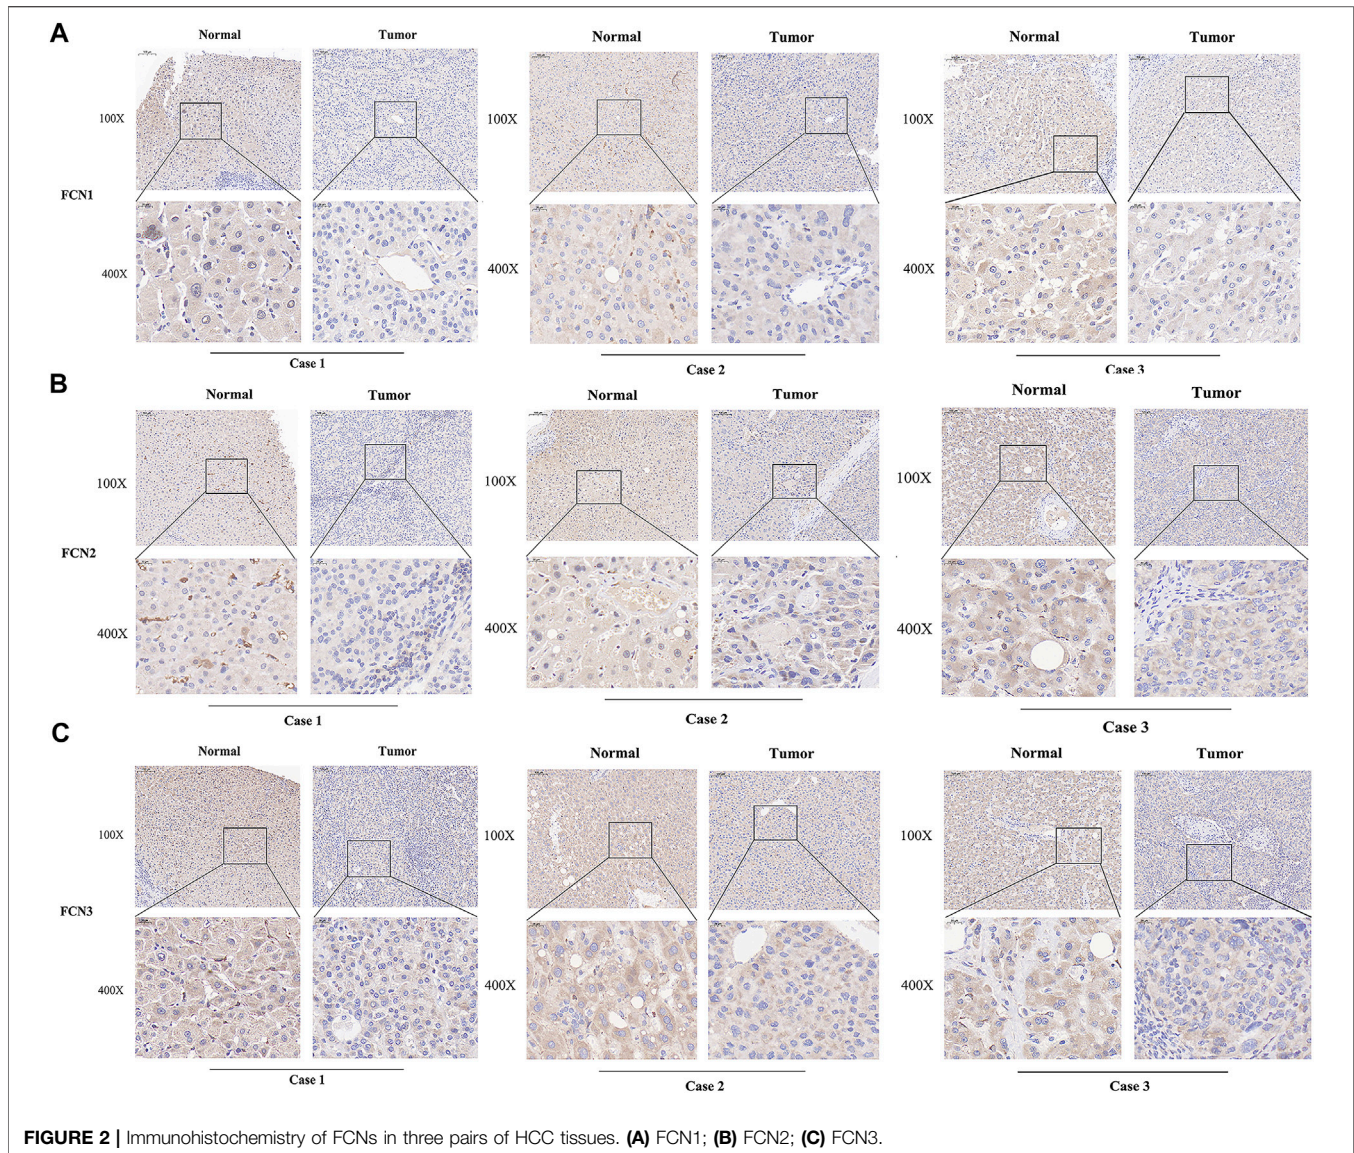 A
Normal Tumor Normal Tumor Normal Tumor
100X 100X 100X
FCN1
400X 400X 400X
Case 1 Case 2 Case 3
B
Normal Tumor Normal Tumor Normal Tumor
100X 100X 100X
FCN2
400X 400X 400X
Case 1 Case 2 Case 3
C
Normal Tumor Normal Tumor Normal Tumor
100X 100X 100X
FCN3
400X 400X 400X
Case 1 Case 2 Case 3
FIGURE 2 | Immunohistochemistry of FCNs in three pairs of HCC tissues. (A) FCN1; (B) FCN2; (C) FCN3.